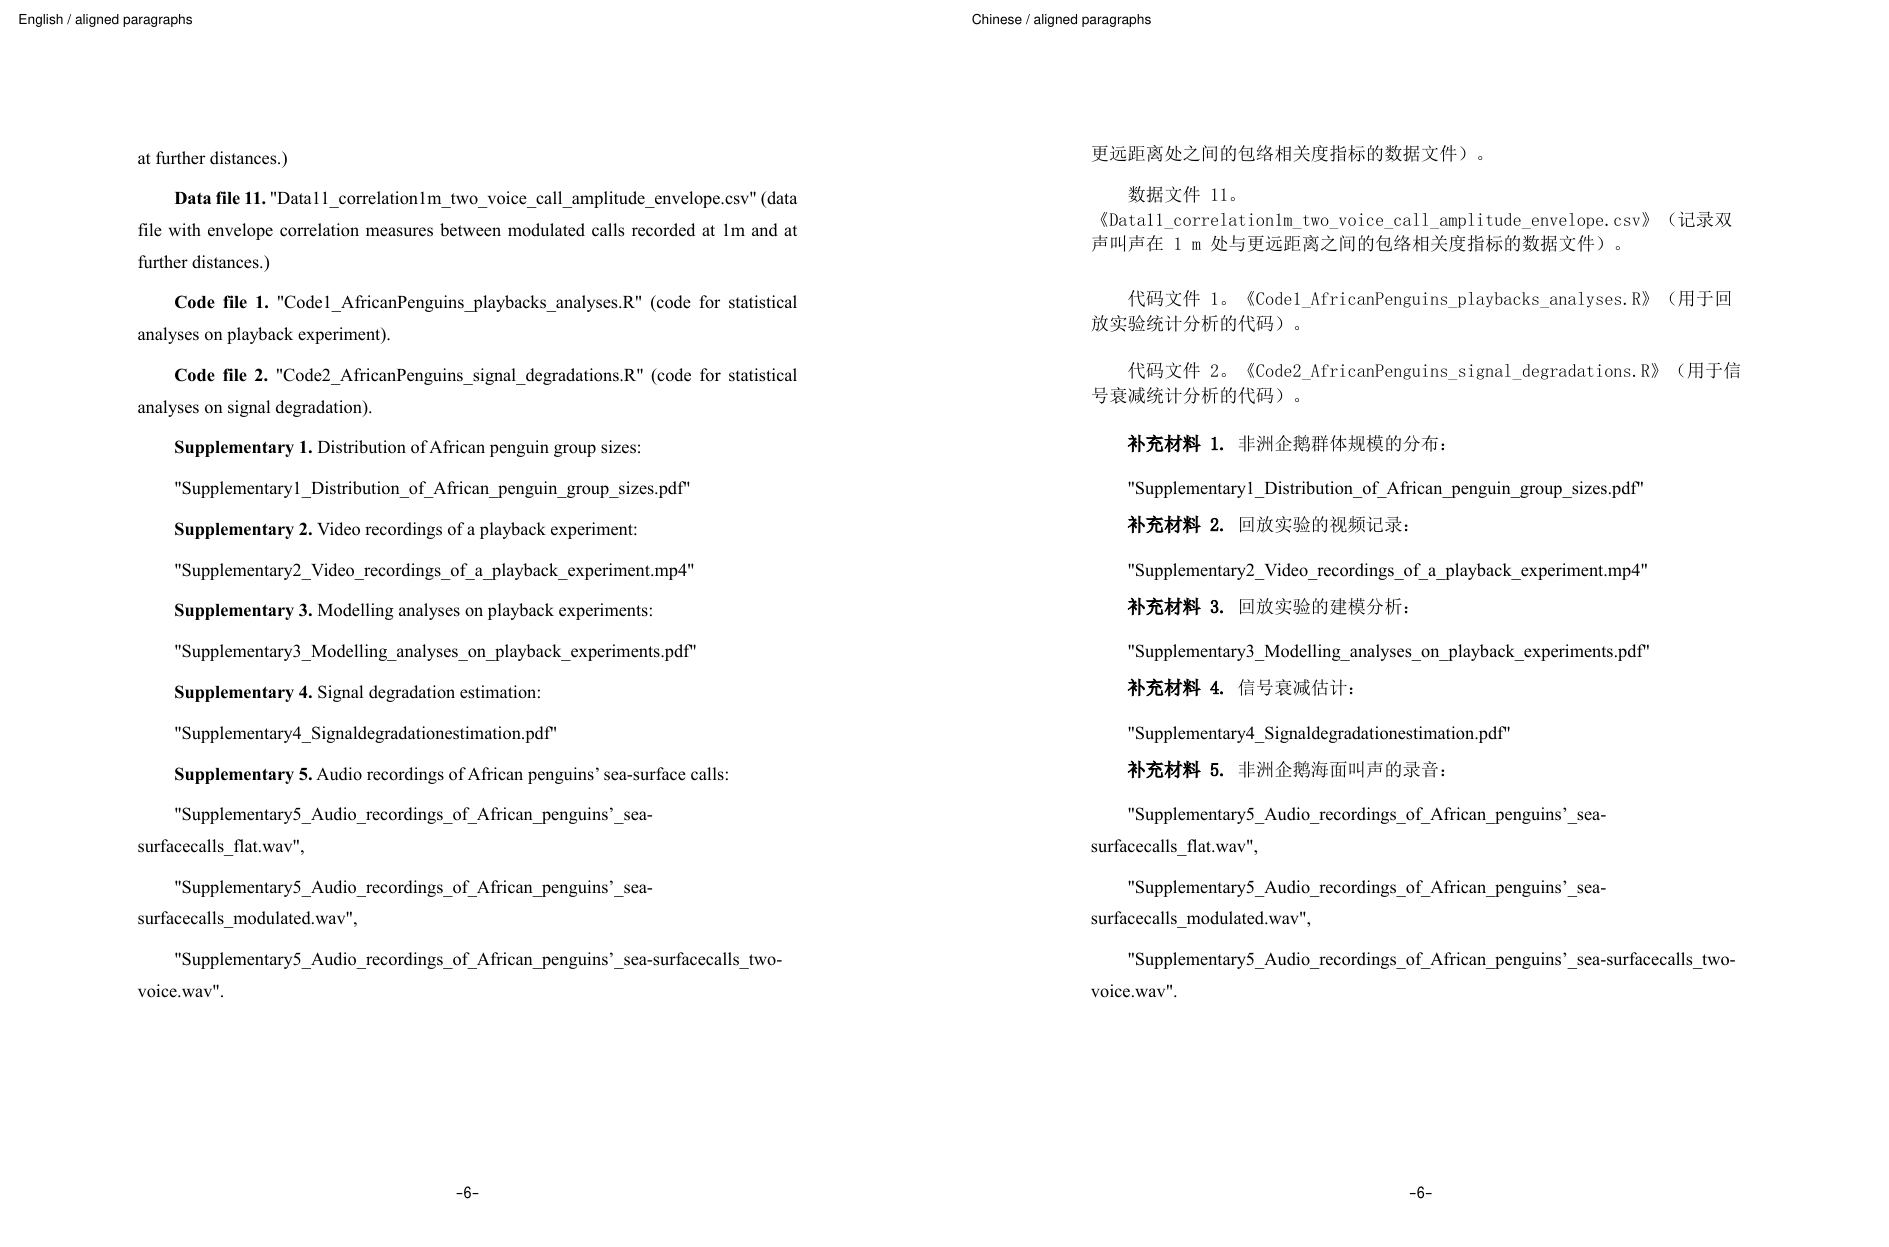 English / aligned paragraphs
at further distances.)
Data file 11. "Data11_correlation1m_two_voice_call_amplitude_envelope.csv" (data
file with envelope correlation measures between modulated calls recorded at 1m and at
further distances.)
Code file 1. "Code1_AfricanPenguins_playbacks_analyses.R" (code for statistical
analyses on playback experiment).
Code file 2. "Code2_AfricanPenguins_signal_degradations.R" (code for statistical
analyses on signal degradation).
Supplementary 1. Distribution of African penguin group sizes:
"Supplementary1_Distribution_of_African_penguin_group_sizes.pdf"
Supplementary 2. Video recordings of a playback experiment:
"Supplementary2_Video_recordings_of_a_playback_experiment.mp4"
Supplementary 3. Modelling analyses on playback experiments:
"Supplementary3_Modelling_analyses_on_playback_experiments.pdf"
Supplementary 4. Signal degradation estimation:
"Supplementary4_Signaldegradationestimation.pdf"
Supplementary 5. Audio recordings of African penguins’ sea-surface calls:
"Supplementary5_Audio_recordings_of_African_penguins’_sea-
surfacecalls_flat.wav",
"Supplementary5_Audio_recordings_of_African_penguins’_sea-
surfacecalls_modulated.wav",
"Supplementary5_Audio_recordings_of_African_penguins’_sea-surfacecalls_two-
voice.wav".
-6-
Chinese / aligned paragraphs
更远距离处之间的包络相关度指标的数据文件）。
数据文件 11。
《Data11_correlation1m_two_voice_call_amplitude_envelope.csv》（记录双
声叫声在 1 m 处与更远距离之间的包络相关度指标的数据文件）。
代码文件 1。《Code1_AfricanPenguins_playbacks_analyses.R》（用于回
放实验统计分析的代码）。
代码文件 2。《Code2_AfricanPenguins_signal_degradations.R》（用于信
号衰减统计分析的代码）。
补充材料 1. 非洲企鹅群体规模的分布：
"Supplementary1_Distribution_of_African_penguin_group_sizes.pdf"
补充材料 2. 回放实验的视频记录：
"Supplementary2_Video_recordings_of_a_playback_experiment.mp4"
补充材料 3. 回放实验的建模分析：
"Supplementary3_Modelling_analyses_on_playback_experiments.pdf"
补充材料 4. 信号衰减估计：
"Supplementary4_Signaldegradationestimation.pdf"
补充材料 5. 非洲企鹅海面叫声的录音：
"Supplementary5_Audio_recordings_of_African_penguins’_sea-
surfacecalls_flat.wav",
"Supplementary5_Audio_recordings_of_African_penguins’_sea-
surfacecalls_modulated.wav",
"Supplementary5_Audio_recordings_of_African_penguins’_sea-surfacecalls_two-
voice.wav".
-6-